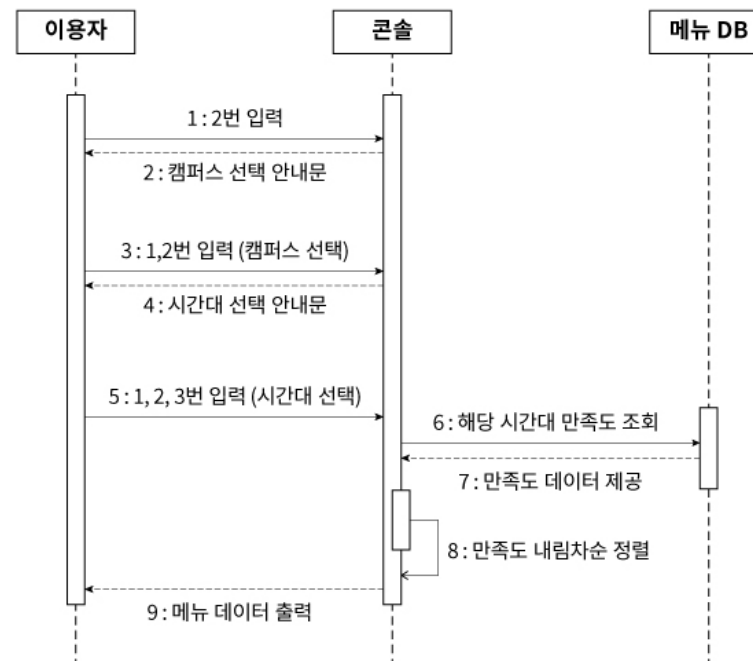 이용자
콘솔
메뉴 DB
1 : 2번 입력
2 : 캠퍼스 선택 안내문
3 : 1,2번 입력 (캠퍼스 선택)
4 : 시간대 선택 안내문
5 : 1, 2, 3번 입력 (시간대 선택)
6 : 해당 시간대 만족도 조회
7 : 만족도 데이터 제공
8 : 만족도 내림차순 정렬
9 : 메뉴 데이터 출력